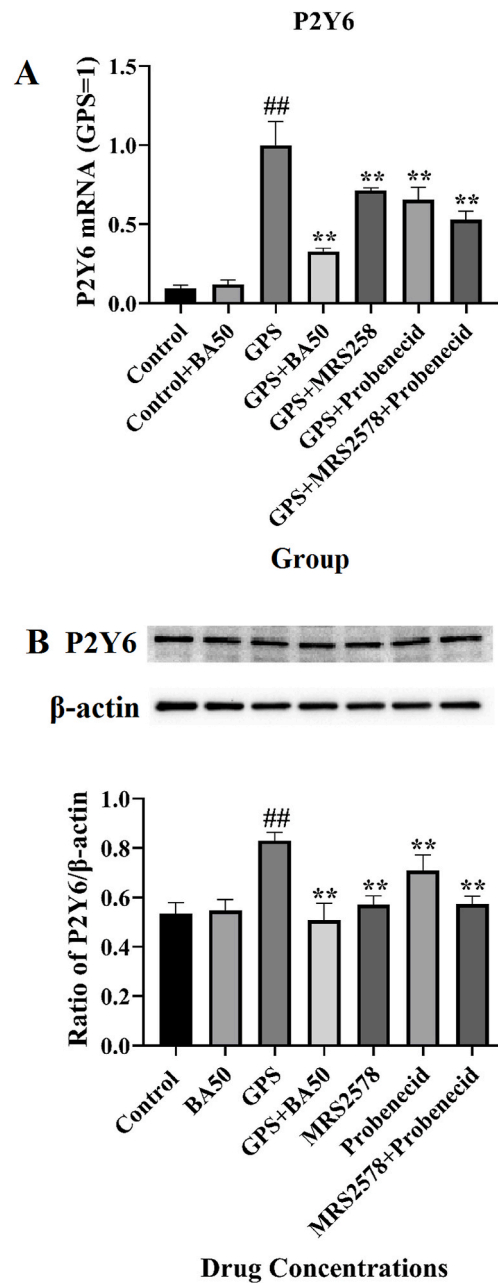 P2Y6
A
P2Y6 mRNA (GPS=1)
1.5
1.0
0.5
0.0
##
**
**
**
**
Control
Control+BA50
GPS
GPS+BA50
GPS+MRS258
GPS+Probenecid
GPS+MRS2578+Probenecid
Group
B
P2Y6
β-actin
Ratio of P2Y6/β-actin
1.0
0.8
0.6
0.4
0.2
0.0
##
**
**
**
**
Control
BA50
GPS
GPS+BA50
MRS2578
Probenecid
MRS2578+Probenecid
Drug Concentrations